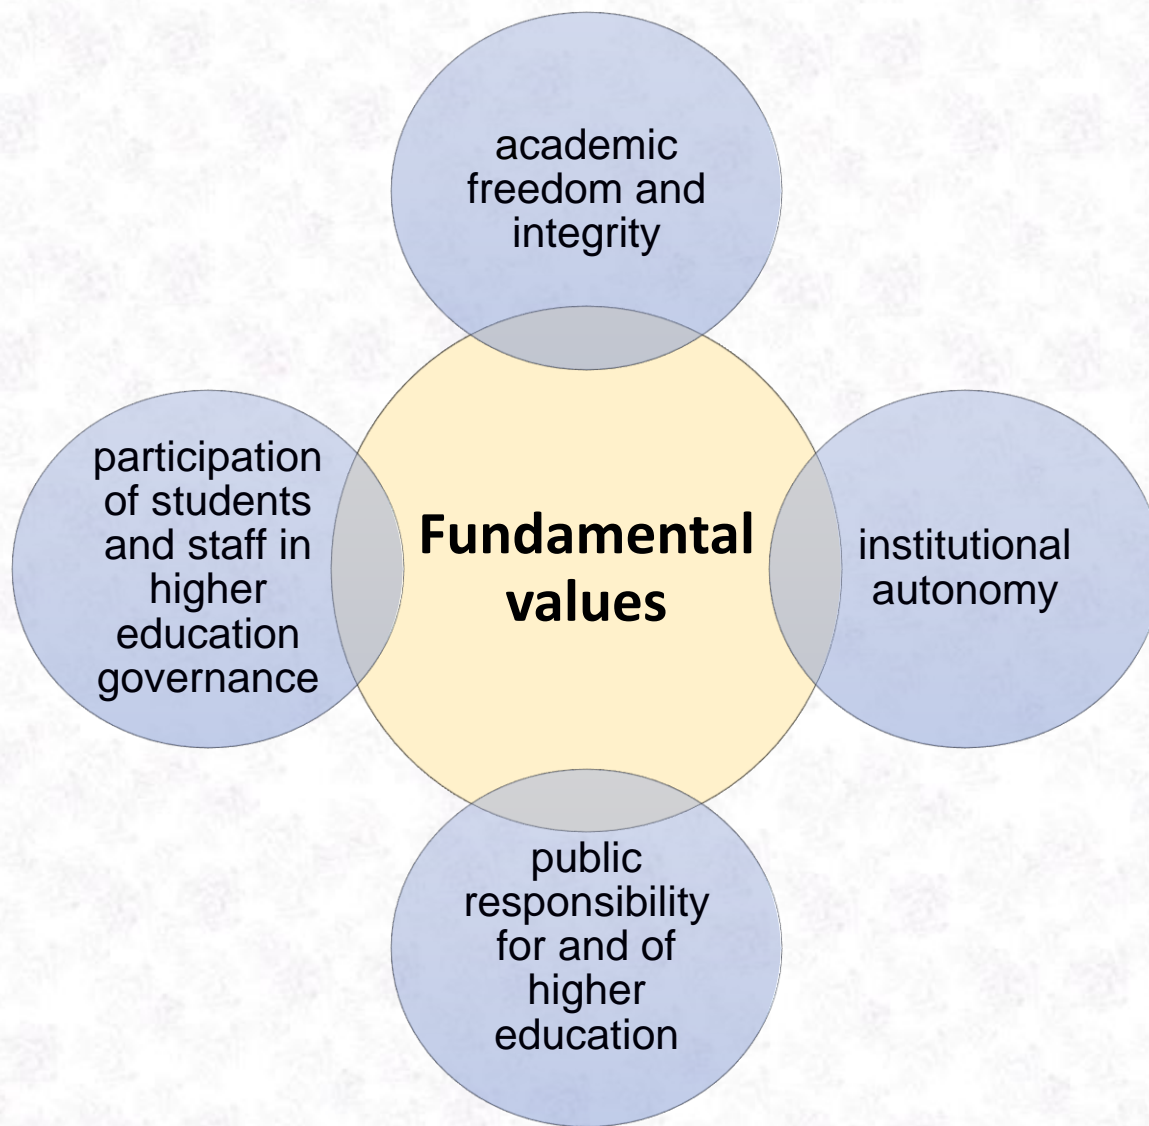 academic
freedom and
integrity
participation
of students
and staff in
higher
education
governance
Fundamental
values
institutional
autonomy
public
responsibility
for and of
higher
education